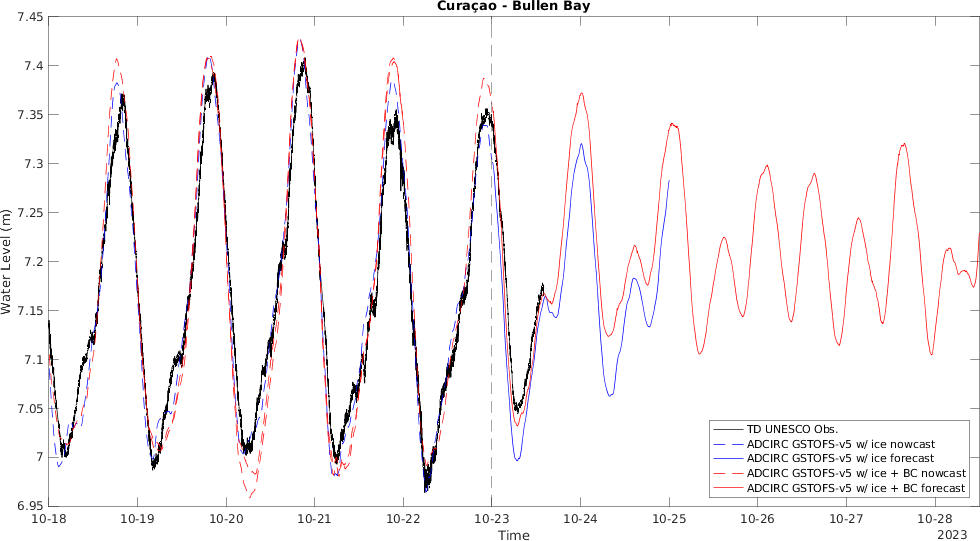 Curaçao - Bullen Bay
7.45
7.4
7.35
7.3
7.25
7.2
7.15
7.1
7.05
7
6.95
Water Level (m)
10-18 10-19 10-20 10-21 10-22 10-23 10-24 10-25 10-26 10-27 10-28
2023
Time
TD UNESCO Obs.
ADCIRC GSTOFS-v5 w/ ice nowcast
ADCIRC GSTOFS-v5 w/ ice forecast
ADCIRC GSTOFS-v5 w/ ice + BC nowcast
ADCIRC GSTOFS-v5 w/ ice + BC forecast